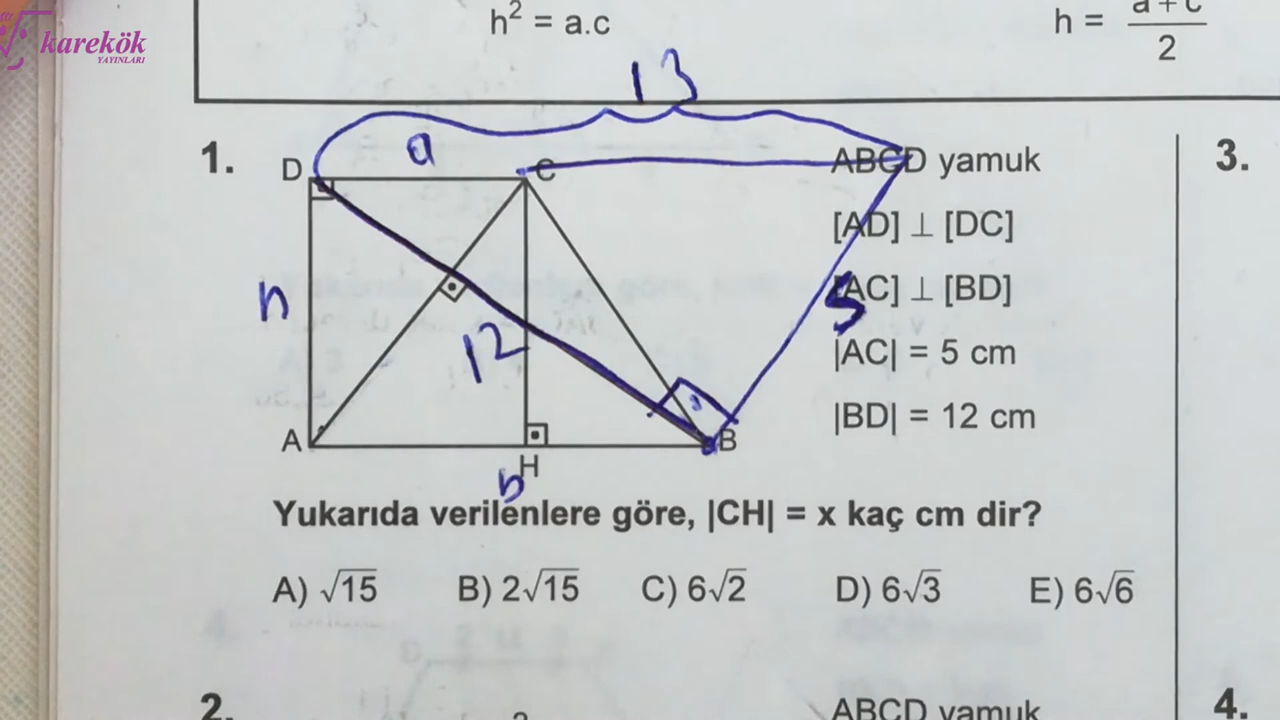 karekök
YAYINLARI
h² = a.c
h = a + c / 2
13
1.
D
a
C
ABCD yamuk
3.
[AD] ⊥ [DC]
h
[AC] ⊥ [BD]
5
12
|AC| = 5 cm
|BD| = 12 cm
A
H
B
b
Yukarıda verilenlere göre, |CH| = x kaç cm dir?
A) √15 B) 2√15 C) 6√2 D) 6√3 E) 6√6
2.
ABCD yamuk
4.